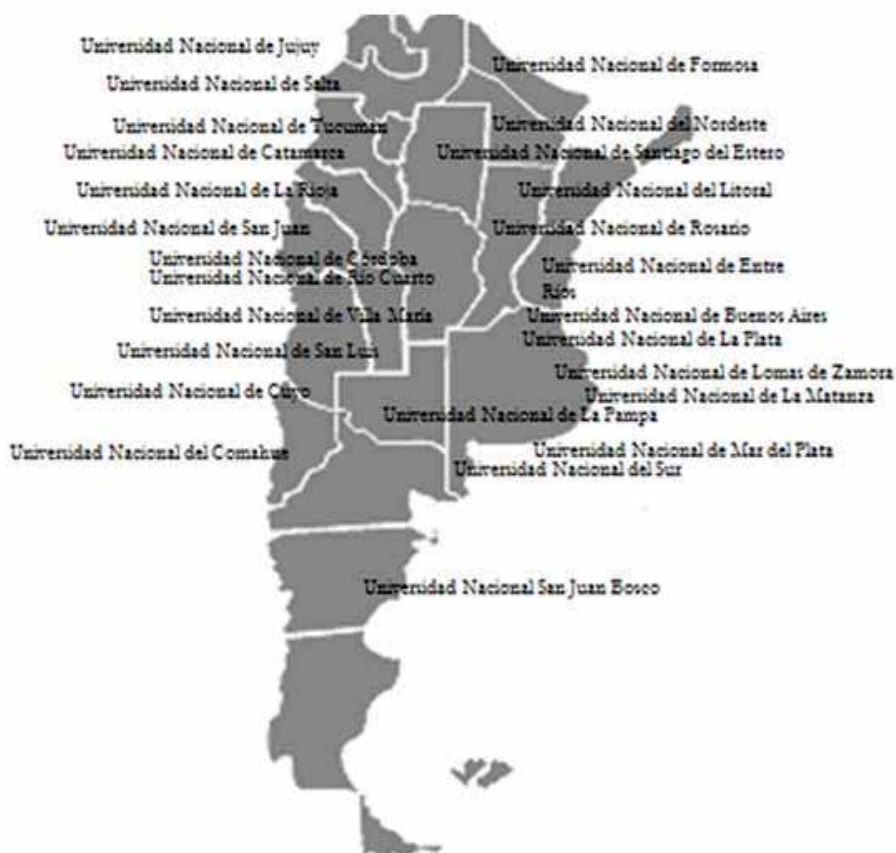 Universidad Nacional de Jujuy
Universidad Nacional de Formosa
Universidad Nacional de Salta
Universidad Nacional de Tucumán
Universidad Nacional del Nordeste
Universidad Nacional de Catamarca
Universidad Nacional de Santiago del Estero
Universidad Nacional de La Rioja
Universidad Nacional del Litoral
Universidad Nacional de San Juan
Universidad Nacional de Rosario
Universidad Nacional de Córdoba
Universidad Nacional de Entre
Ríos
Universidad Nacional de Río Cuarto
Universidad Nacional de Villa María
Universidad Nacional de Buenos Aires
Universidad Nacional de La Plata
Universidad Nacional de San Luis
Universidad Nacional de Lomas de Zamora
Universidad Nacional de Cuyo
Universidad Nacional de La Matanza
Universidad Nacional de La Pampa
Universidad Nacional del Comahue
Universidad Nacional de Mar del Plata
Universidad Nacional del Sur
Universidad Nacional San Juan Bosco